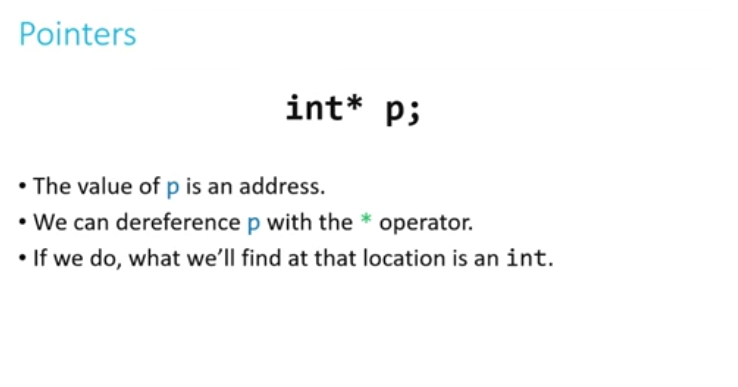 Pointers
int* p;
• The value of p is an address.
• We can dereference p with the * operator.
• If we do, what we’ll find at that location is an int.